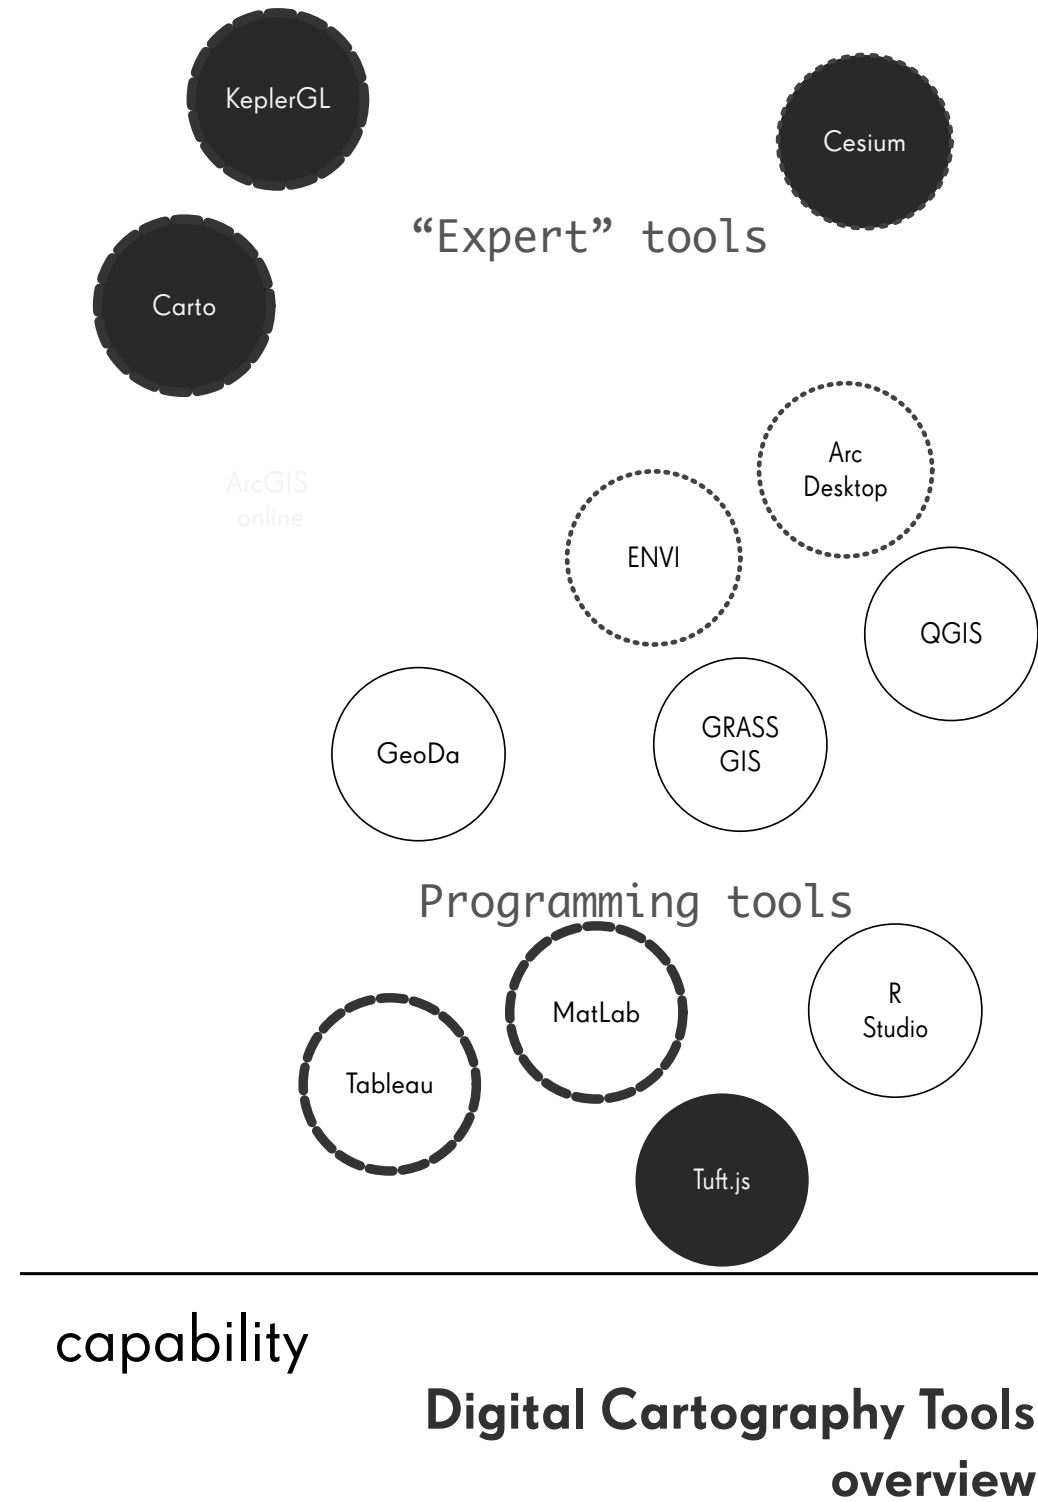 KeplerGL
Cesium
“Expert” tools
Carto
Arc
Desktop
ArcGIS
online
ENVI
QGIS
GRASS
GIS
GeoDa
Programming tools
R
Studio
MatLab
Tableau
Tuft.js
capability
Digital Cartography Tools
overview